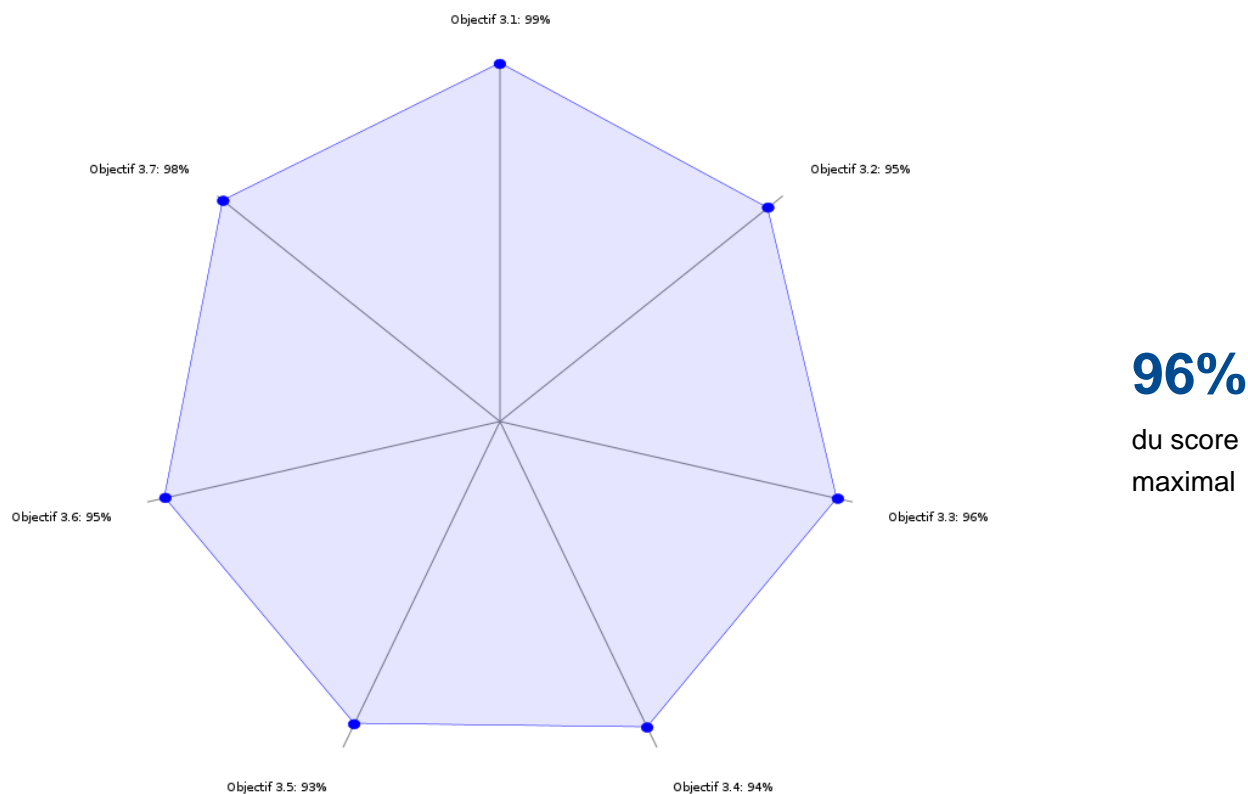 Objectif 3.1: 99%
Objectif 3.7: 98%
Objectif 3.2: 95%
96%
du score
maximal
Objectif 3.6: 95%
Objectif 3.3: 96%
Objectif 3.5: 93%
Objectif 3.4: 94%